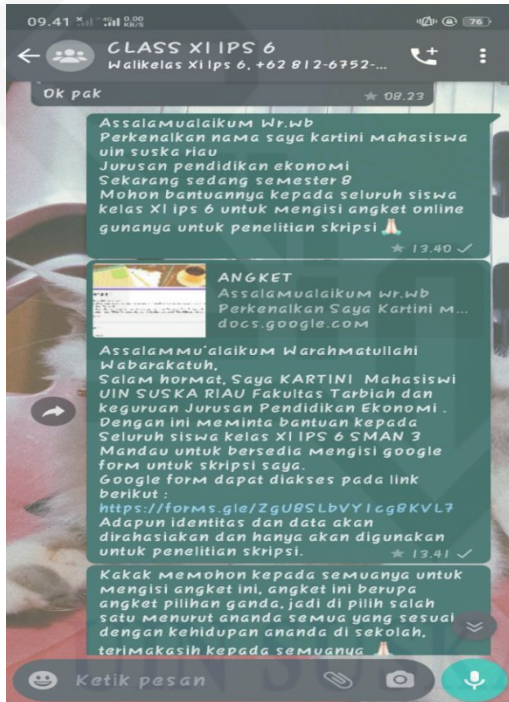 09.41 4G 0.00 KB/S 76
CLASS XI IPS 6
Walikelas XI Ips 6, +62 812-6752-...
Ok pak
08.23
Assalamualaikum Wr.wb
Perkenalkan nama saya kartini mahasiswa
uin suska riau
Jurusan pendidikan ekonomi
Sekarang sedang semester 8
Mohon bantuannya kepada seluruh siswa
kelas XI ips 6 untuk mengisi angket online
gunanya untuk penelitian skripsi 🙏🏻
13.40
ANGKET
Assalamualaikum wr.wb
Perkenalkan Saya Kartini M...
docs.google.com
Assalammu'alaikum Warahmatullahi
Wabarakatuh,
Salam hormat, Saya KARTINI Mahasiswi
UIN SUSKA RIAU Fakultas Tarbiah dan
keguruan Jurusan Pendidikan Ekonomi .
Dengan ini meminta bantuan kepada
Seluruh siswa kelas XI IPS 6 SMAN 3
Mandau untuk bersedia mengisi google
form untuk skripsi saya.
Google form dapat diakses pada link
berikut :
https://forms.gle/ZgU8SLbVY1cg8KVL7
Adapun identitas dan data akan
dirahasiakan dan hanya akan digunakan
untuk penelitian skripsi.
13.41
Kakak memohon kepada semuanya untuk
mengisi angket ini, angket ini berupa
angket pilihan ganda, jadi di pilih salah
satu menurut ananda semua yang sesuai
dengan kehidupan ananda di sekolah,
terimakasih kepada semuanya 🙏🏻
Ketik pesan
UIN SUSKA